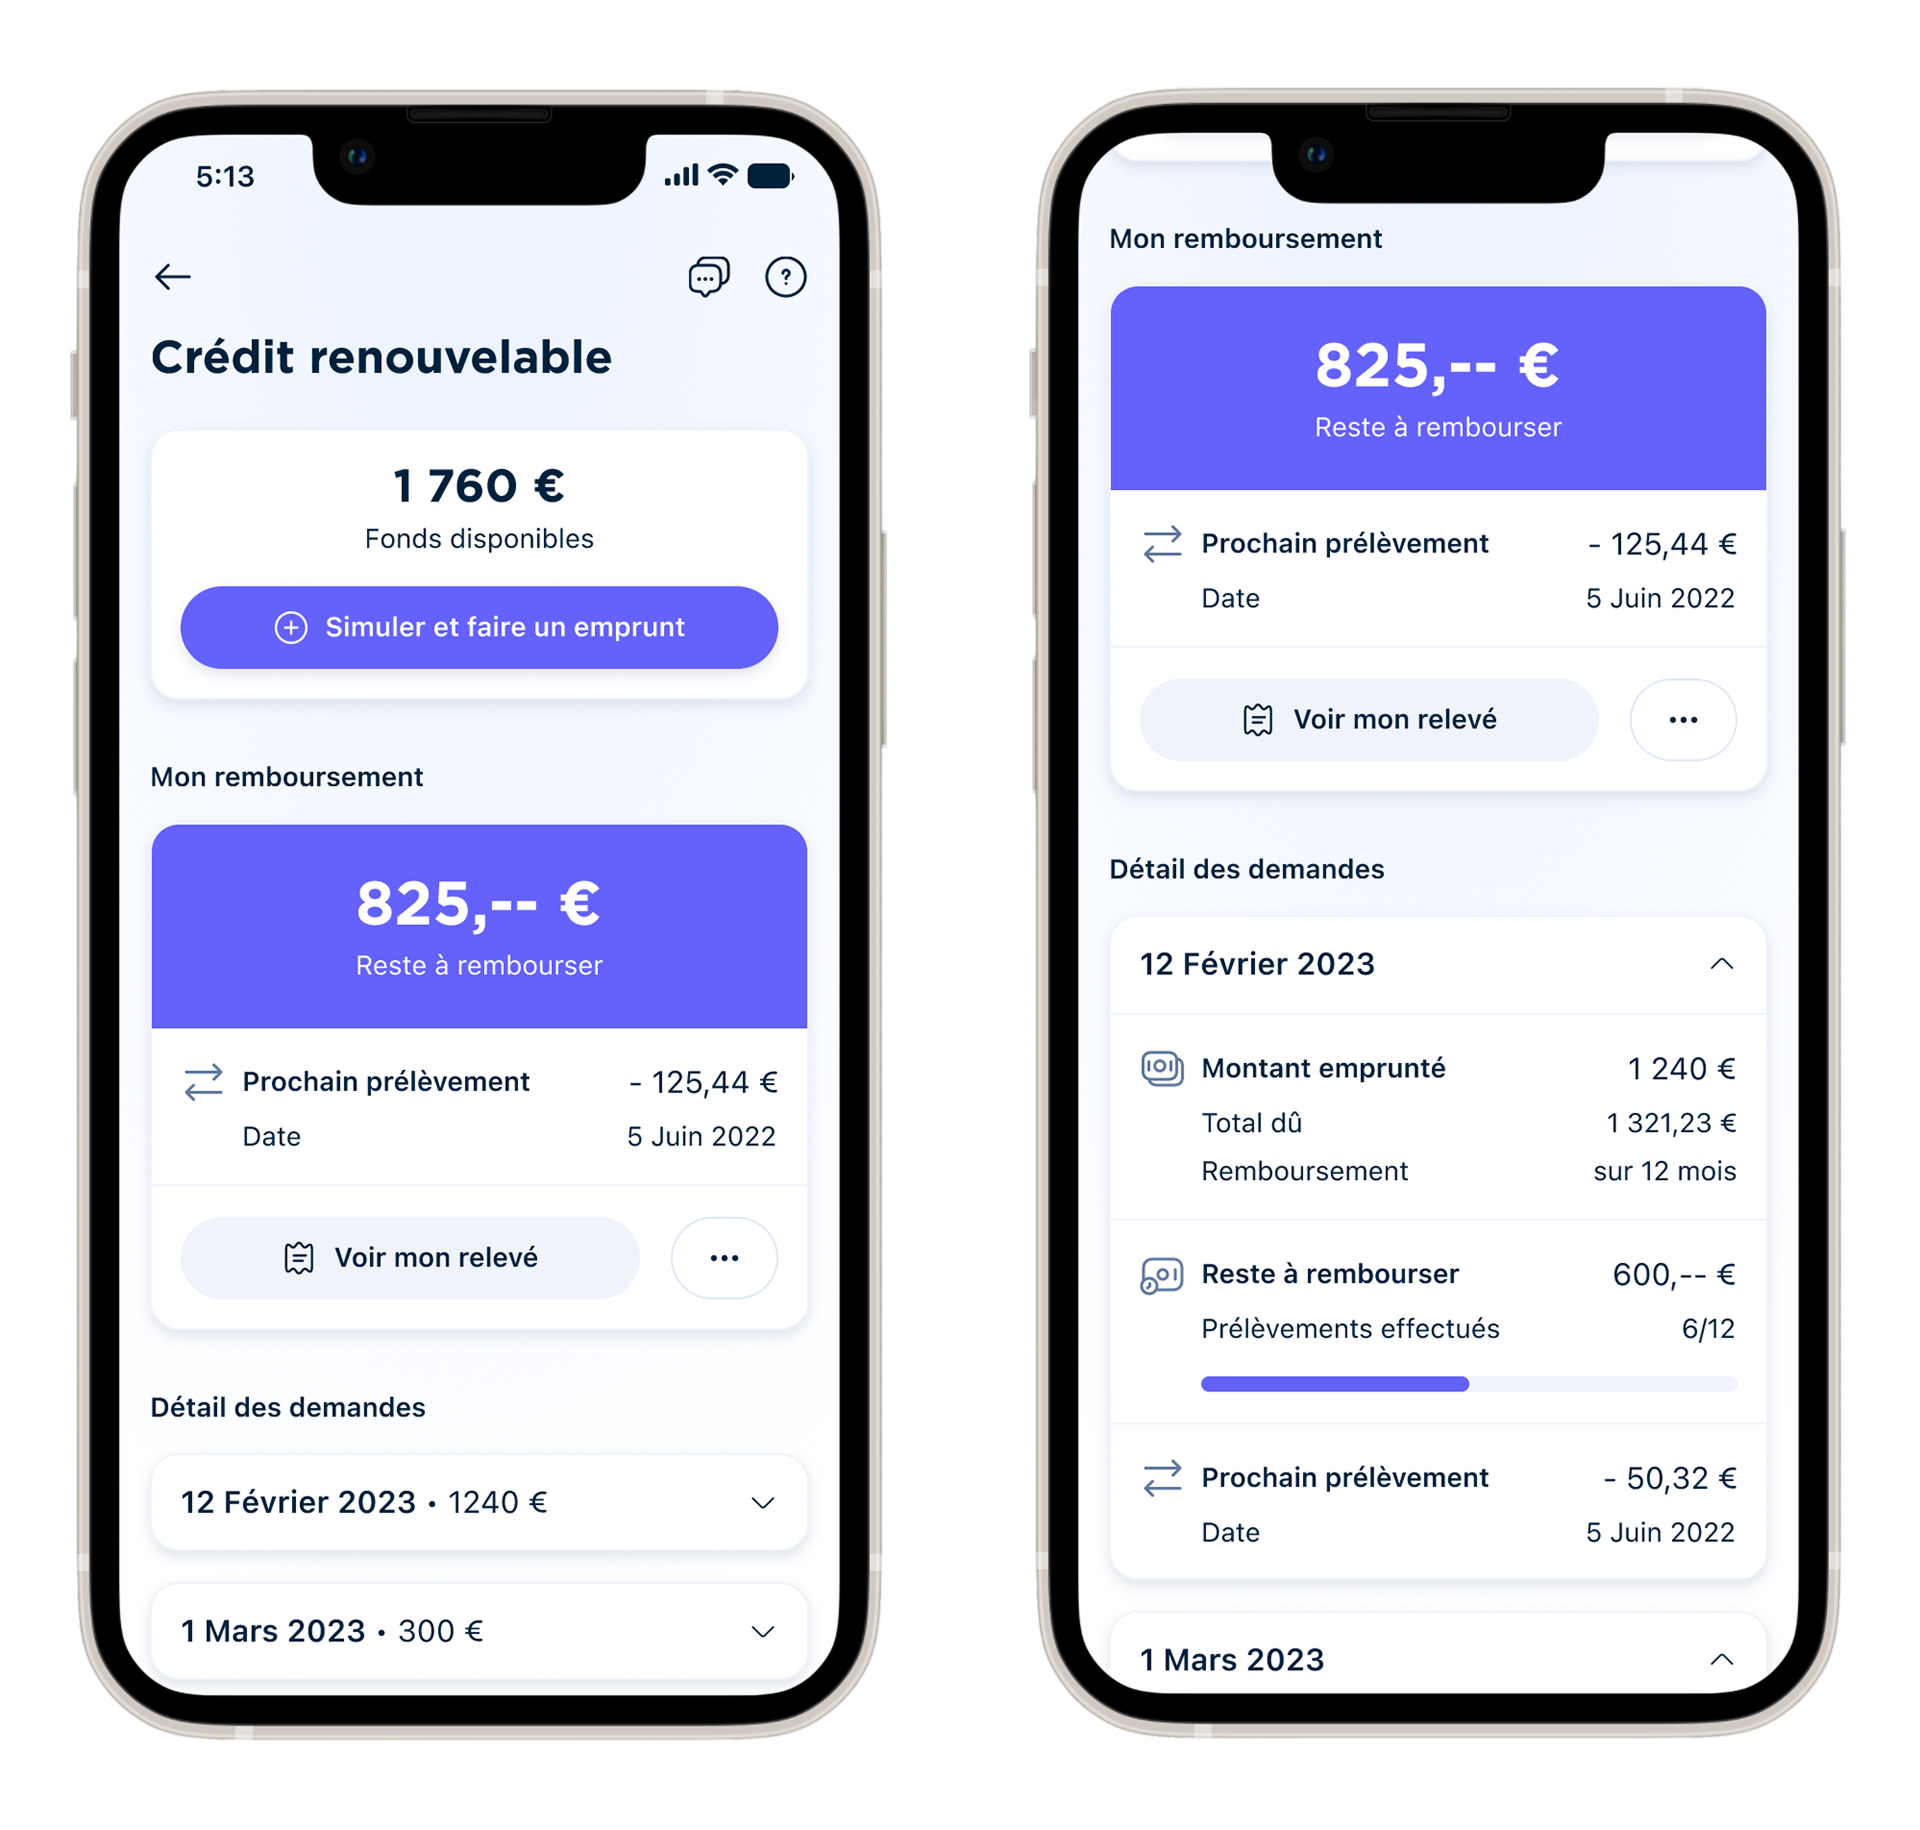 5:13
Crédit renouvelable
1 760 €
Fonds disponibles
Simuler et faire un emprunt
Mon remboursement
825,-- €
Reste à rembourser
Prochain prélèvement - 125,44 €
Date 5 Juin 2022
Voir mon relevé
Détail des demandes
12 Février 2023 • 1240 €
1 Mars 2023 • 300 €
Mon remboursement
825,-- €
Reste à rembourser
Prochain prélèvement - 125,44 €
Date 5 Juin 2022
Voir mon relevé
Détail des demandes
12 Février 2023
Montant emprunté 1 240 €
Total dû 1 321,23 €
Remboursement sur 12 mois
Reste à rembourser 600,-- €
Prélèvements effectués 6/12
Prochain prélèvement - 50,32 €
Date 5 Juin 2022
1 Mars 2023